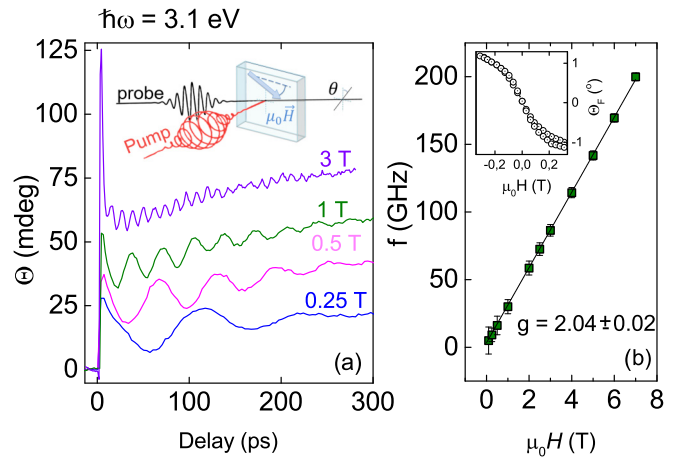 ℏω = 3.1 eV
125
100
75
50
25
0
Θ (mdeg)
probe
Pump
μ₀H⃗
θ
3 T
1 T
0.5 T
0.25 T
(a)
0 100 200 300
Delay (ps)
200
150
100
50
0
f (GHz)
1
0
-1
Θ_F (°)
-0,2 0,0 0,2
μ₀H (T)
g = 2.04±0.02
(b)
0 2 4 6 8
μ₀H (T)